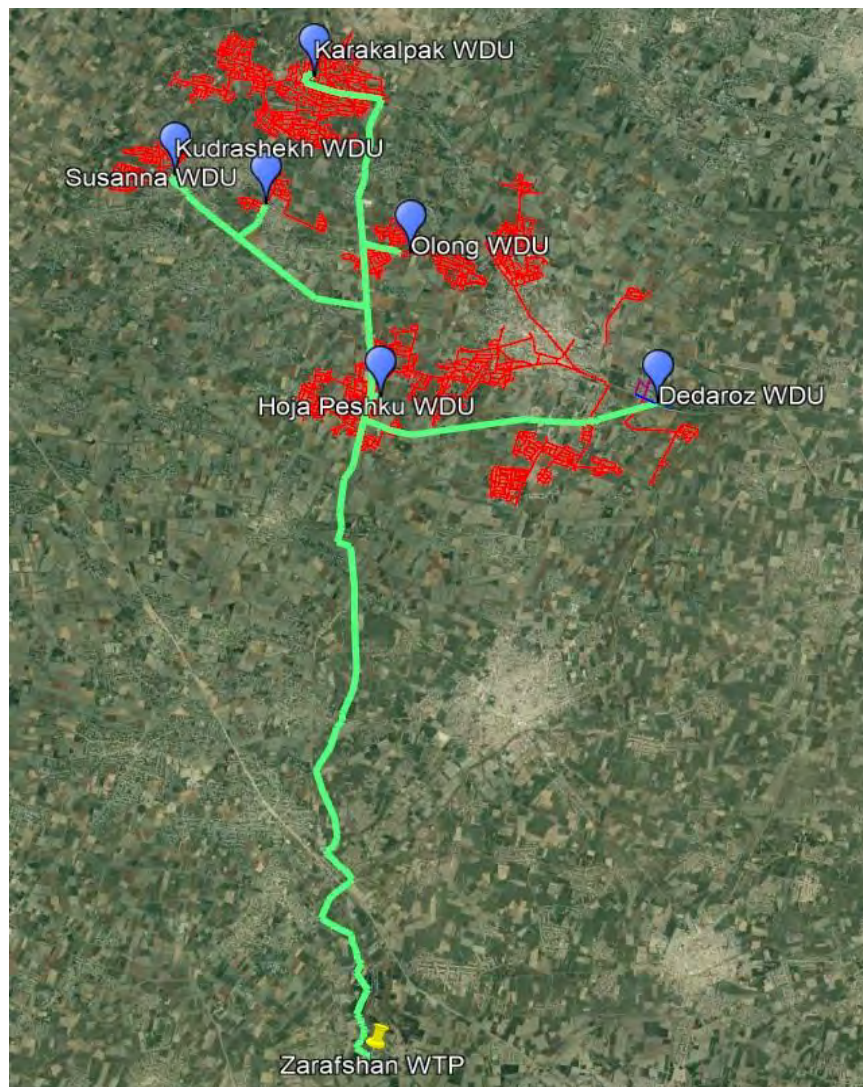 Karakalpak WDU
Kudrashekh WDU
Susanna WDU
Olong WDU
Hoja Peshku WDU
Dedaroz WDU
Zarafshan WTP